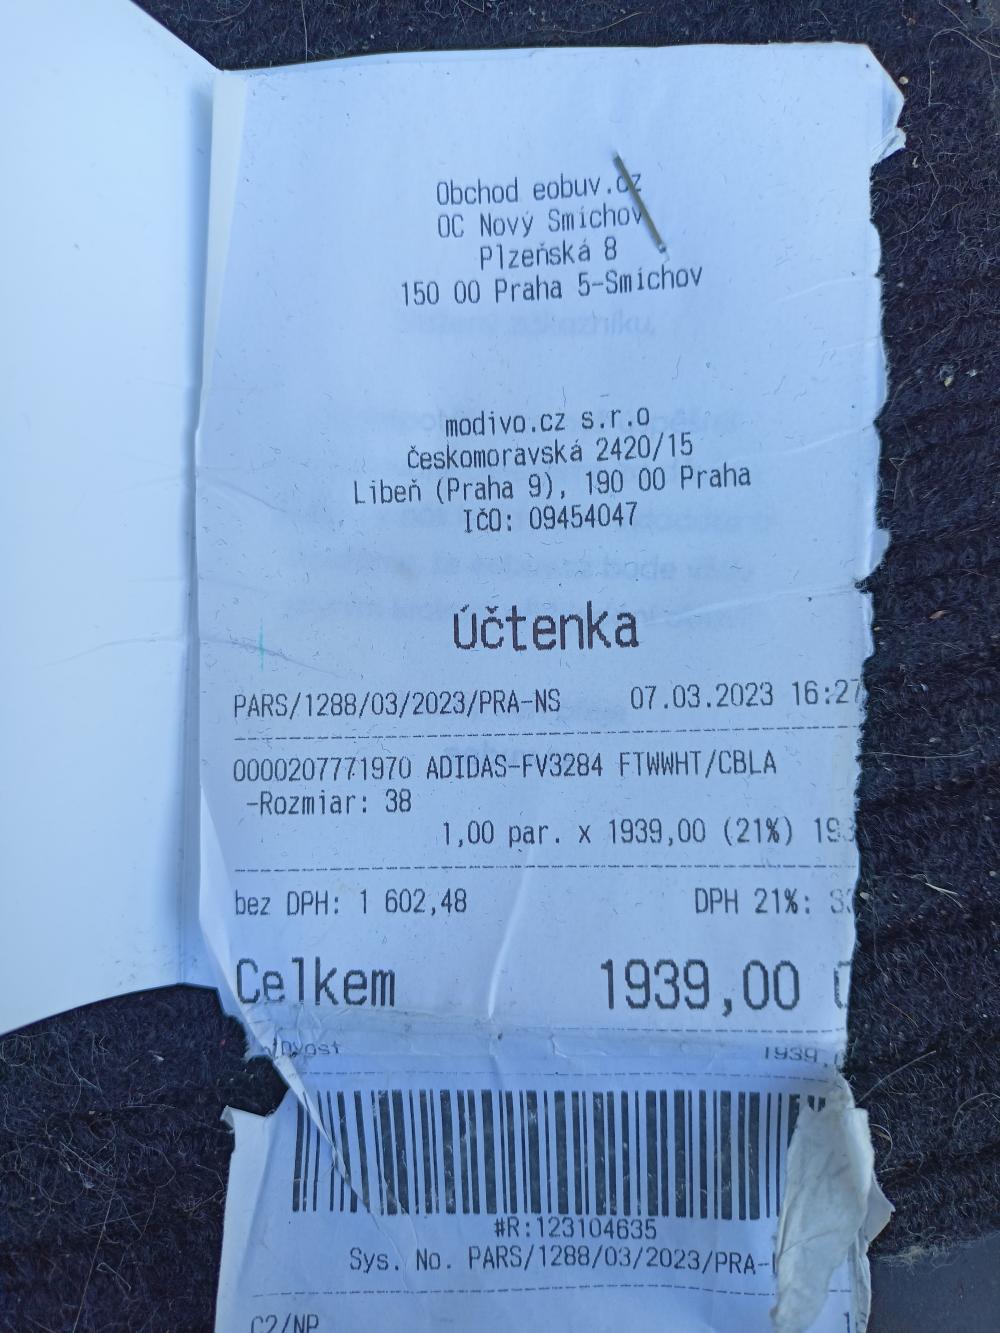 Obchod eobuv.cz
OC Nový Smíchov
Plzeňská 8
150 00 Praha 5-Smíchov
modivo.cz s.r.o
českomoravská 2420/15
Libeň (Praha 9), 190 00 Praha
IČO: 09454047
účtenka
PARS/1288/03/2023/PRA-NS 07.03.2023 16:27
0000207771970 ADIDAS-FV3284 FTWWHT/CBLA
-Rozmiar: 38
1,00 par. x 1939,00 (21%)
bez DPH: 1 602,48 DPH 21%:
Celkem 1939,00
#R:123104635
Sys. No. PARS/1288/03/2023/PRA-
C2/NP